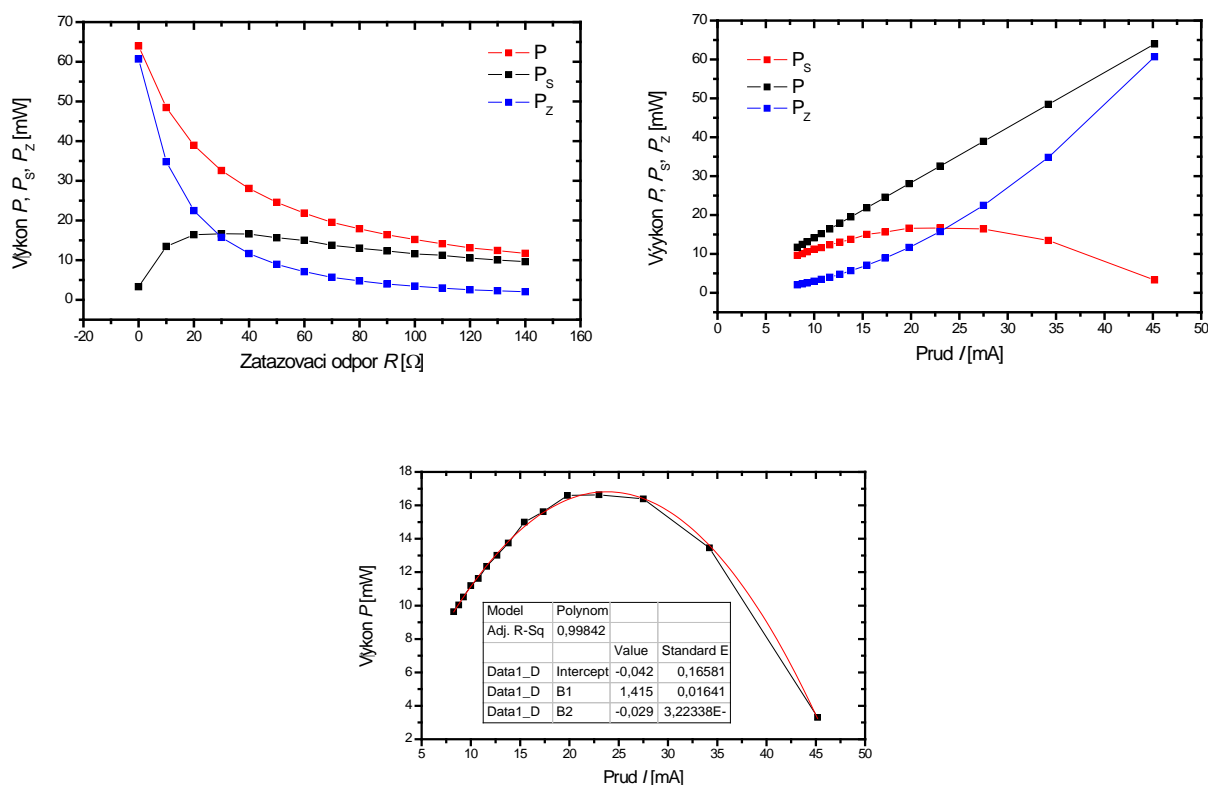 70
60
50
40
30
20
10
0
-20 0 20 40 60 80 100 120 140 160
Výkon P, PS, PZ [mW]
Zatazovaci odpor R [Ω]
P
PS
PZ
70
60
50
40
30
20
10
0
0 5 10 15 20 25 30 35 40 45 50
Výykon P, PS, PZ [mW]
Prud I [mA]
PS
P
PZ
18
16
14
12
10
8
6
4
2
5 10 15 20 25 30 35 40 45 50
Výkon P [mW]
Prud I [mA]
Model Polynom
Adj. R-Sq 0,99842
Value Standard E
Data1_D Intercept -0,042 0,16581
Data1_D B1 1,415 0,01641
Data1_D B2 -0,029 3,22338E-